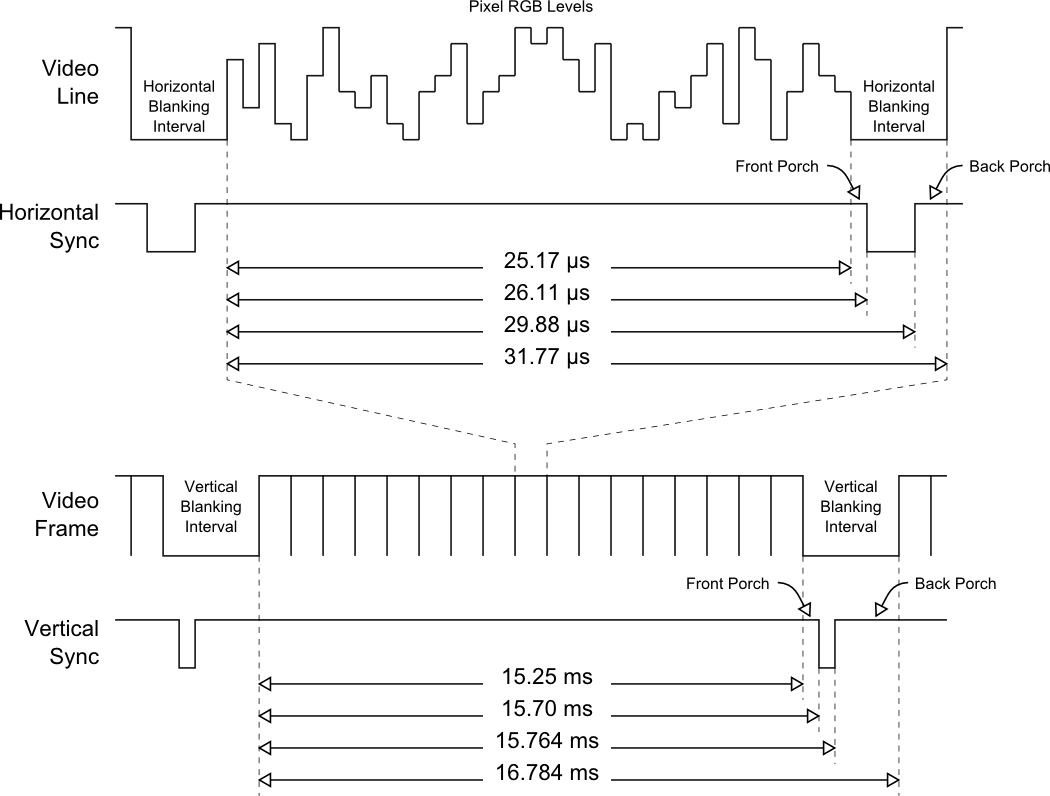 Pixel RGB Levels
Video
Line
Horizontal
Blanking
Interval
Horizontal
Blanking
Interval
Front Porch
Back Porch
Horizontal
Sync
25.17 µs
26.11 µs
29.88 µs
31.77 µs
Video
Frame
Vertical
Blanking
Interval
Vertical
Blanking
Interval
Front Porch
Back Porch
Vertical
Sync
15.25 ms
15.70 ms
15.764 ms
16.784 ms